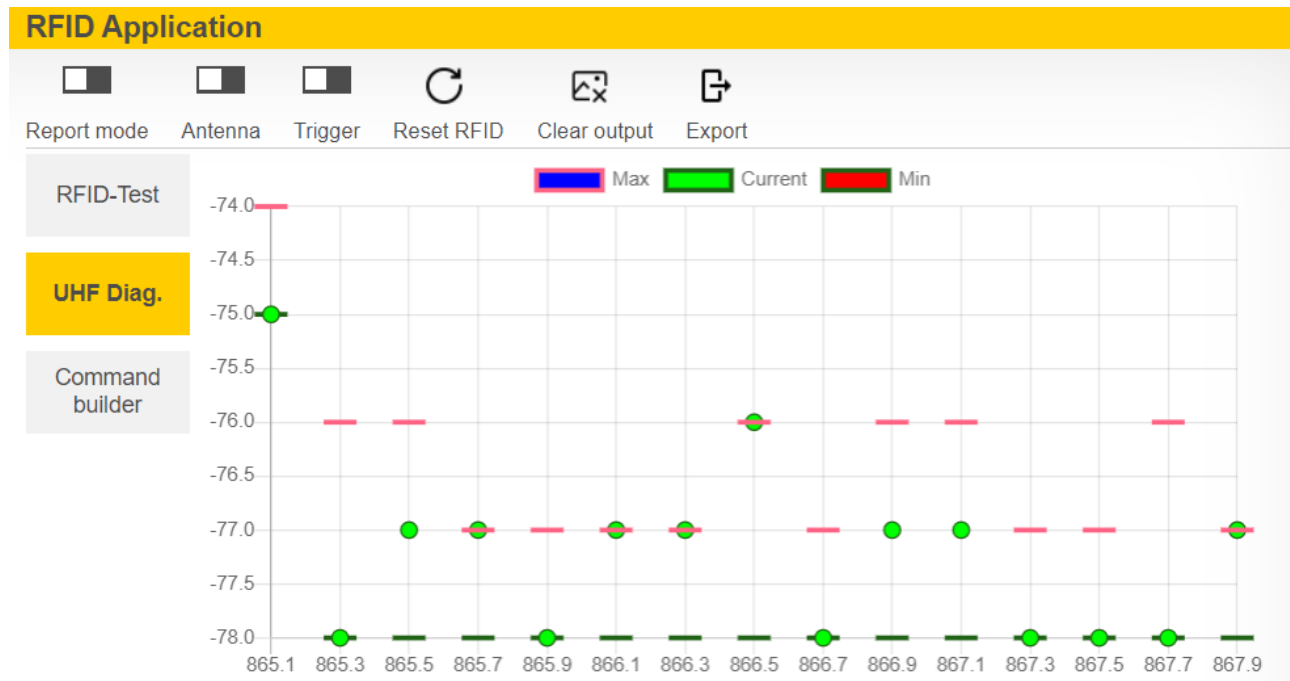 RFID Application
Report mode Antenna Trigger Reset RFID Clear output Export
RFID-Test
UHF Diag.
Command
builder
Max Current Min
-74.0
-74.5
-75.0
-75.5
-76.0
-76.5
-77.0
-77.5
-78.0
865.1 865.3 865.5 865.7 865.9 866.1 866.3 866.5 866.7 866.9 867.1 867.3 867.5 867.7 867.9